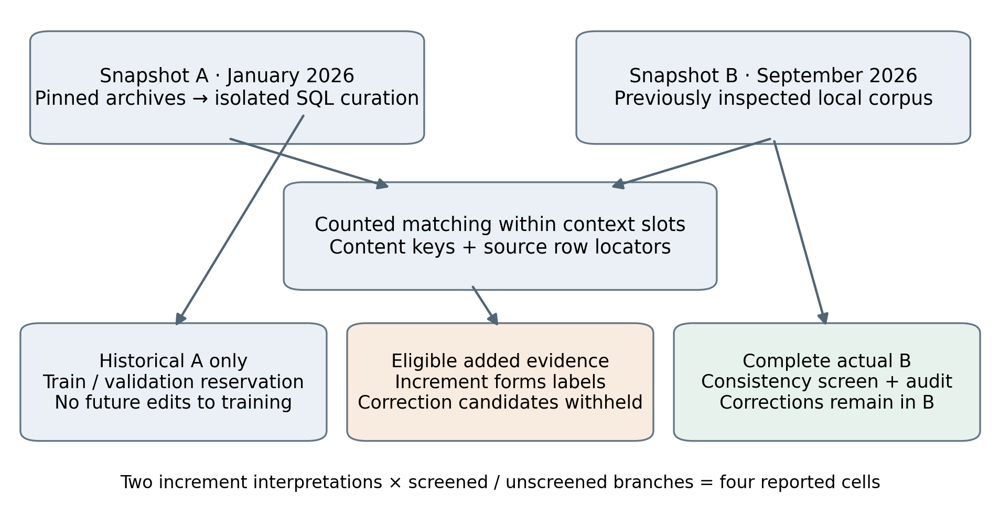 Snapshot A · January 2026
Pinned archives → isolated SQL curation
Snapshot B · September 2026
Previously inspected local corpus
Counted matching within context slots
Content keys + source row locators
Historical A only
Train / validation reservation
No future edits to training
Eligible added evidence
Increment forms labels
Correction candidates withheld
Complete actual B
Consistency screen + audit
Corrections remain in B
Two increment interpretations × screened / unscreened branches = four reported cells